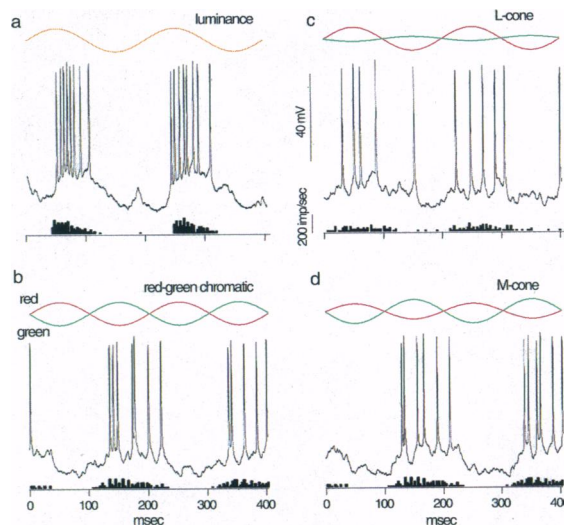 a
luminance
c
L-cone
40 mV
200 imp/sec
b
red-green chromatic
d
M-cone
red
green
0 100 200 300 400
msec
0 100 200 300 400
msec